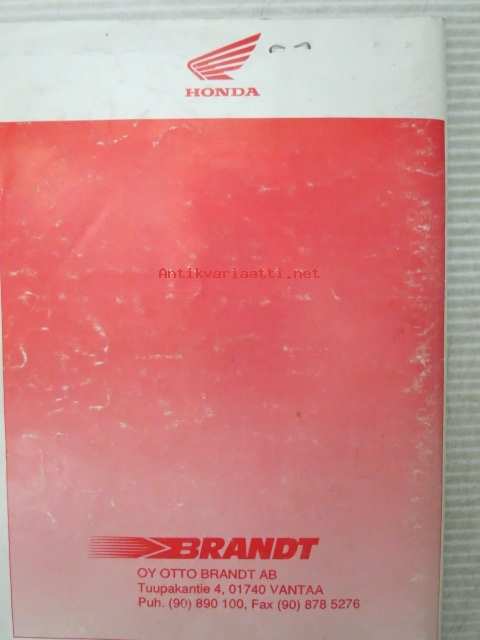 HONDA
Antikvariaatti.net
BRANDT
OY OTTO BRANDT AB
Tuupakantie 4, 01740 VANTAA
Puh. (90) 890 100, Fax (90) 878 5276